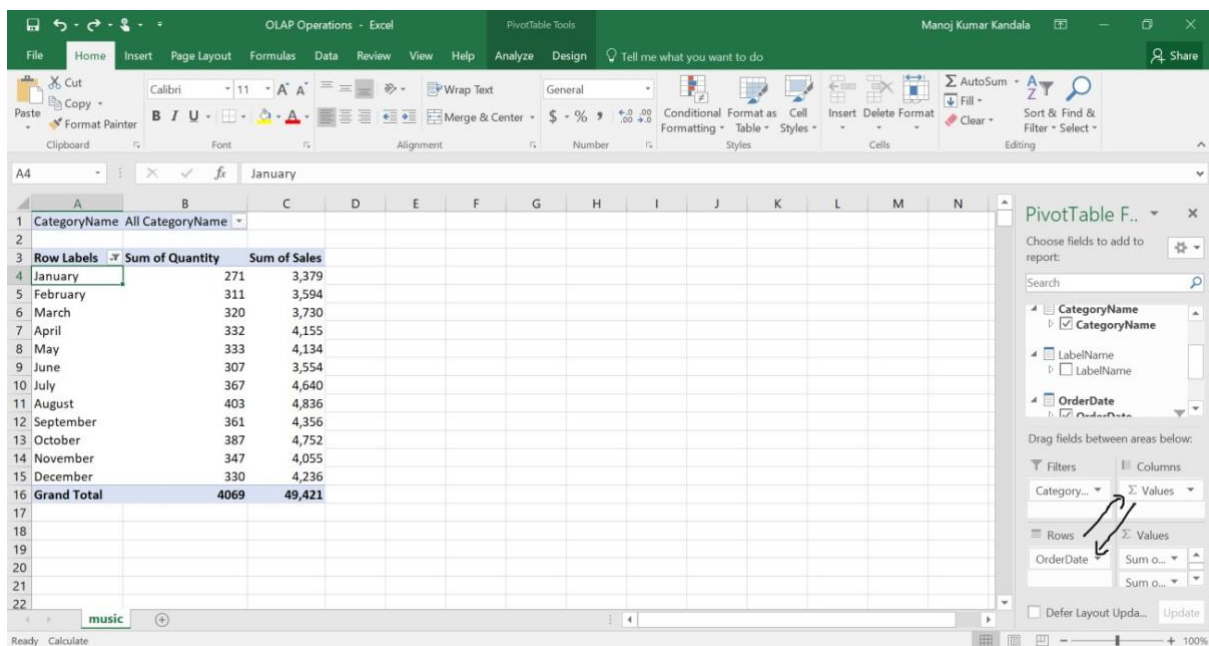 OLAP Operations - Excel
PivotTable Tools
Manoj Kumar Kandala
File Home Insert Page Layout Formulas Data Review View Help Analyze Design Tell me what you want to do Share
Paste
Cut
Copy
Format Painter
Clipboard
Calibri 11 A A
B I U A
Font
Wrap Text
Merge & Center
Alignment
General
$ % ,
Number
Conditional Formatting
Format as Table
Cell Styles
Styles
Insert Delete Format
Cells
AutoSum
Fill
Clear
Sort & Filter
Find & Select
Editing
A4 fx January
A B C D E F G H I J K L M N
1 CategoryName All CategoryName
2
3 Row Labels Sum of Quantity Sum of Sales
4 January 271 3,379
5 February 311 3,594
6 March 320 3,730
7 April 332 4,155
8 May 333 4,134
9 June 307 3,554
10 July 367 4,640
11 August 403 4,836
12 September 361 4,356
13 October 387 4,752
14 November 347 4,055
15 December 330 4,236
16 Grand Total 4069 49,421
17
18
19
20
21
22
PivotTable F..
Choose fields to add to report:
Search
CategoryName
CategoryName
LabelName
LabelName
OrderDate
OrderDate
Drag fields between areas below:
Filters Columns
Category... Σ Values
Rows Σ Values
OrderDate Sum o...
Sum o...
Defer Layout Upda... Update
music
Ready Calculate
100%